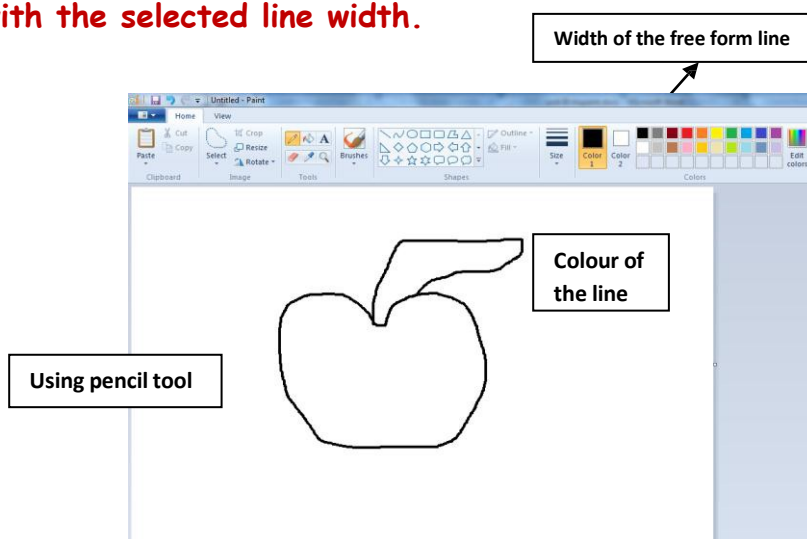 ith the selected line width.
Width of the free form line
Untitled - Paint
Home View
Paste
Cut
Copy
Clipboard
Select
Crop
Resize
Rotate
Image
A
Tools
Brushes
Outline
Fill
Shapes
Size
Color 1
Color 2
Edit colors
Colors
Colour of
the line
Using pencil tool